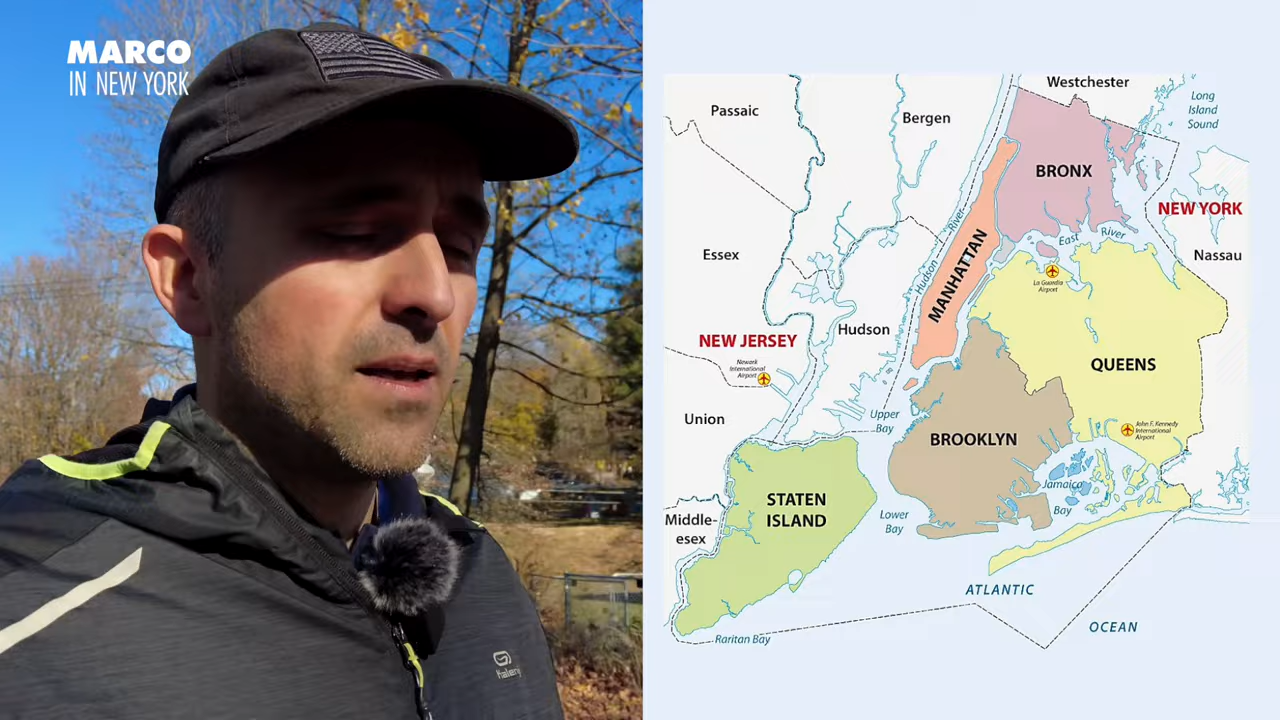 MARCO
IN NEW YORK
Kalenji
Westchester
Passaic
Bergen
Long
Island
Sound
BRONX
NEW YORK
Hudson River
East River
Essex
MANHATTAN
La Guardia
Airport
Nassau
Hudson
NEW JERSEY
Newark
International
Airport
QUEENS
Union
Upper
Bay
BROOKLYN
John F. Kennedy
International
Airport
STATEN
ISLAND
Jamaica
Bay
Middle-
esex
Lower
Bay
ATLANTIC
OCEAN
Raritan Bay